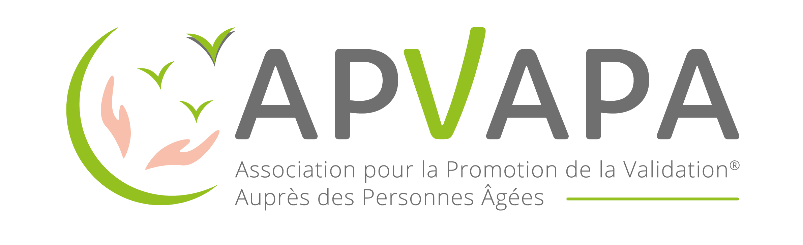 APVAPA
Association pour la Promotion de la Validation®
Auprès des Personnes Âgées